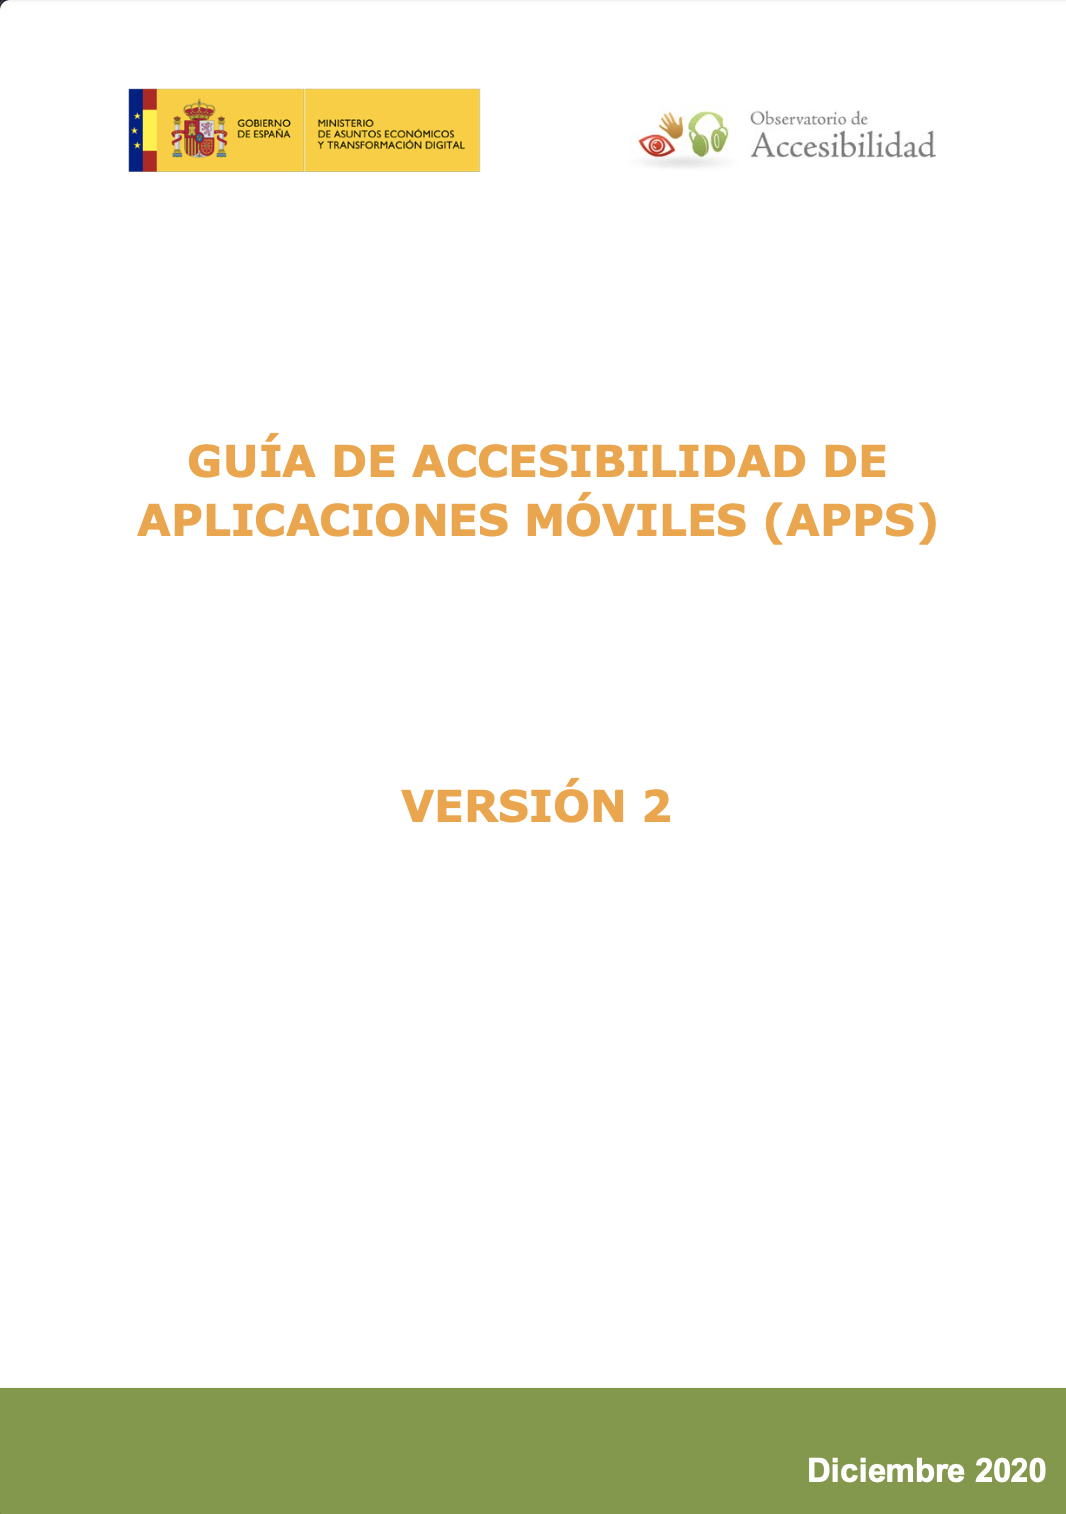 GOBIERNO
DE ESPAÑA
MINISTERIO
DE ASUNTOS ECONÓMICOS
Y TRANSFORMACIÓN DIGITAL
Observatorio de
Accesibilidad
GUÍA DE ACCESIBILIDAD DE
APLICACIONES MÓVILES (APPS)
VERSIÓN 2
Diciembre 2020